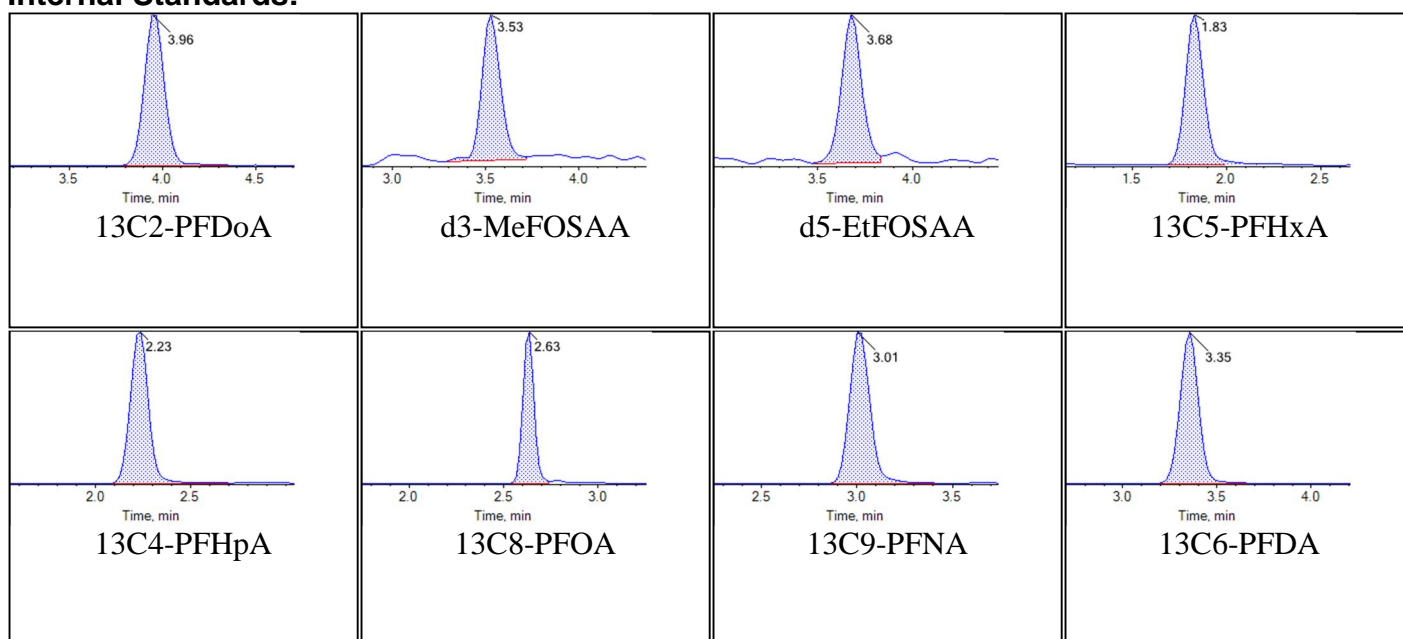 Internal Standards:
3.96
3.5 4.0 4.5
Time, min
13C2-PFDoA
3.53
3.0 3.5 4.0
Time, min
d3-MeFOSAA
3.68
3.5 4.0
Time, min
d5-EtFOSAA
1.83
1.5 2.0 2.5
Time, min
13C5-PFHxA
2.23
2.0 2.5
Time, min
13C4-PFHpA
2.63
2.0 2.5 3.0
Time, min
13C8-PFOA
3.01
2.5 3.0 3.5
Time, min
13C9-PFNA
3.35
3.0 3.5 4.0
Time, min
13C6-PFDA